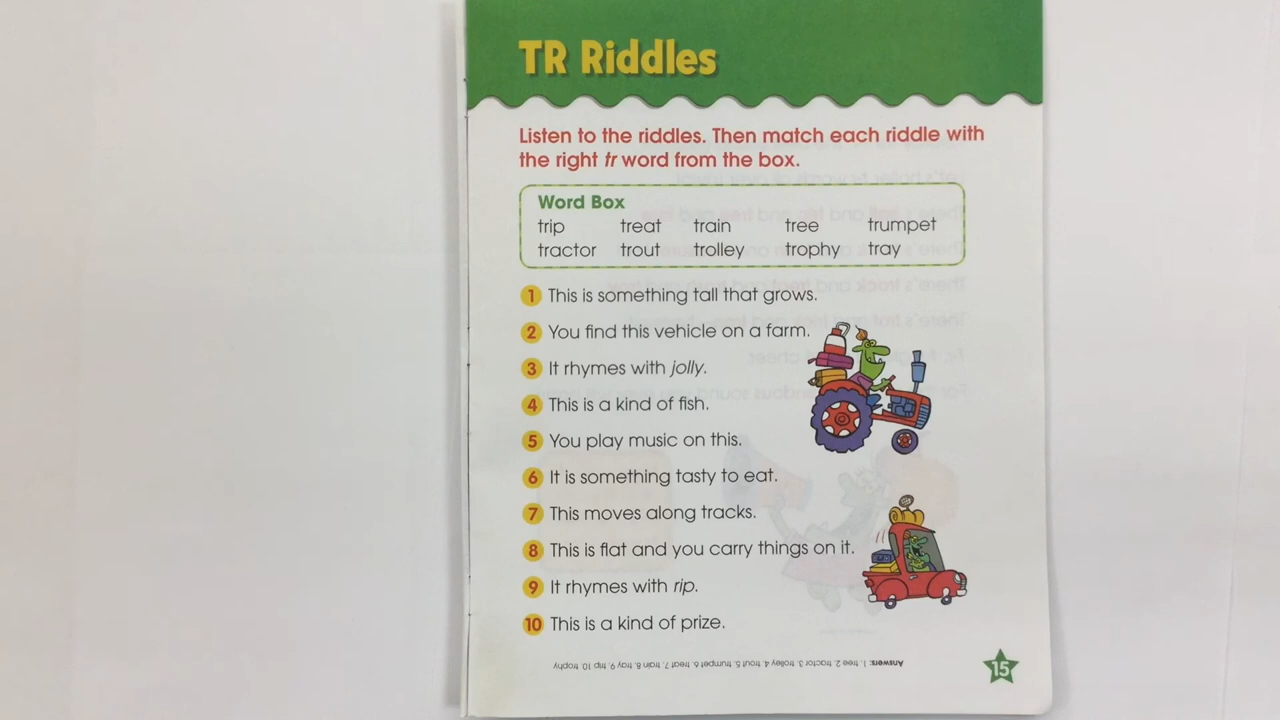 TR Riddles
Listen to the riddles. Then match each riddle with
the right tr word from the box.
Word Box
trip treat train tree trumpet
tractor trout trolley trophy tray
1 This is something tall that grows.
2 You find this vehicle on a farm.
3 It rhymes with jolly.
4 This is a kind of fish.
5 You play music on this.
6 It is something tasty to eat.
7 This moves along tracks.
8 This is flat and you carry things on it.
9 It rhymes with rip.
10 This is a kind of prize.
Answers: 1. tree 2. tractor 3. trolley 4. trout 5. trumpet 6. treat 7. train 8. tray 9. trip 10. trophy
15